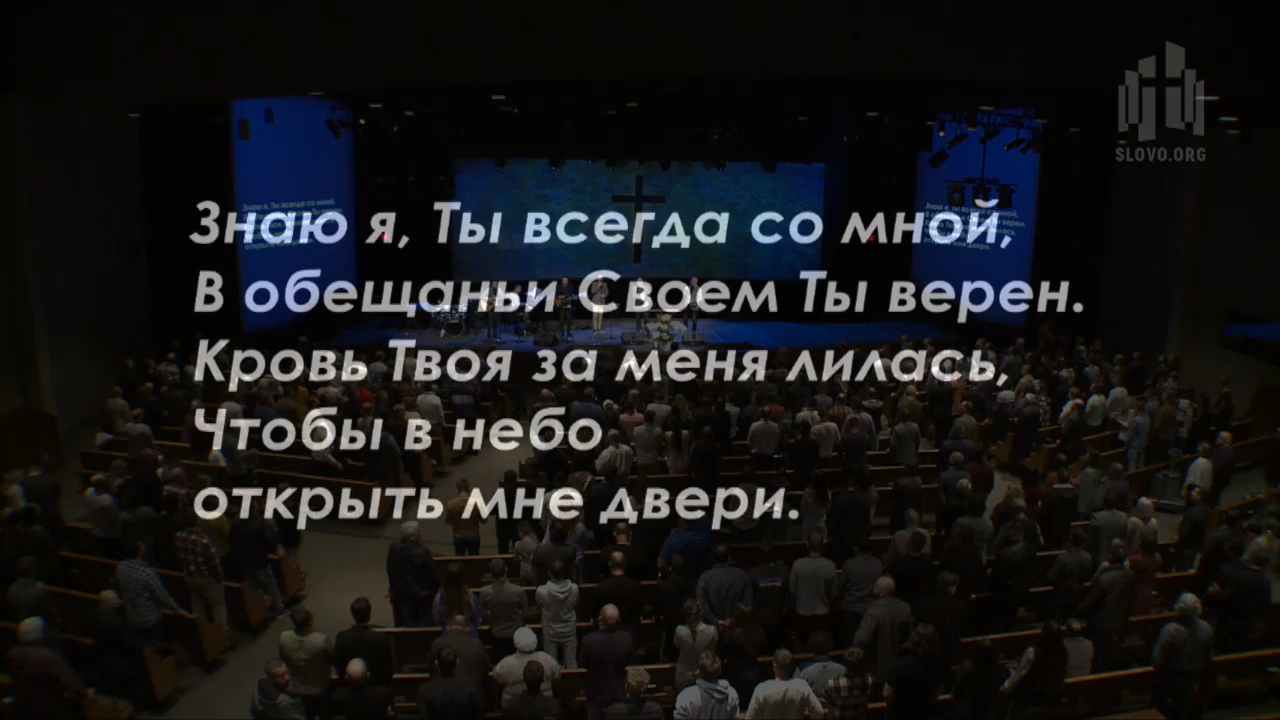 SLOVO.ORG
Знаю я, Ты всегда со мной,
В обещаньи Своем Ты верен.
Кровь Твоя за меня лилась,
Чтобы в небо
открыть мне двери.